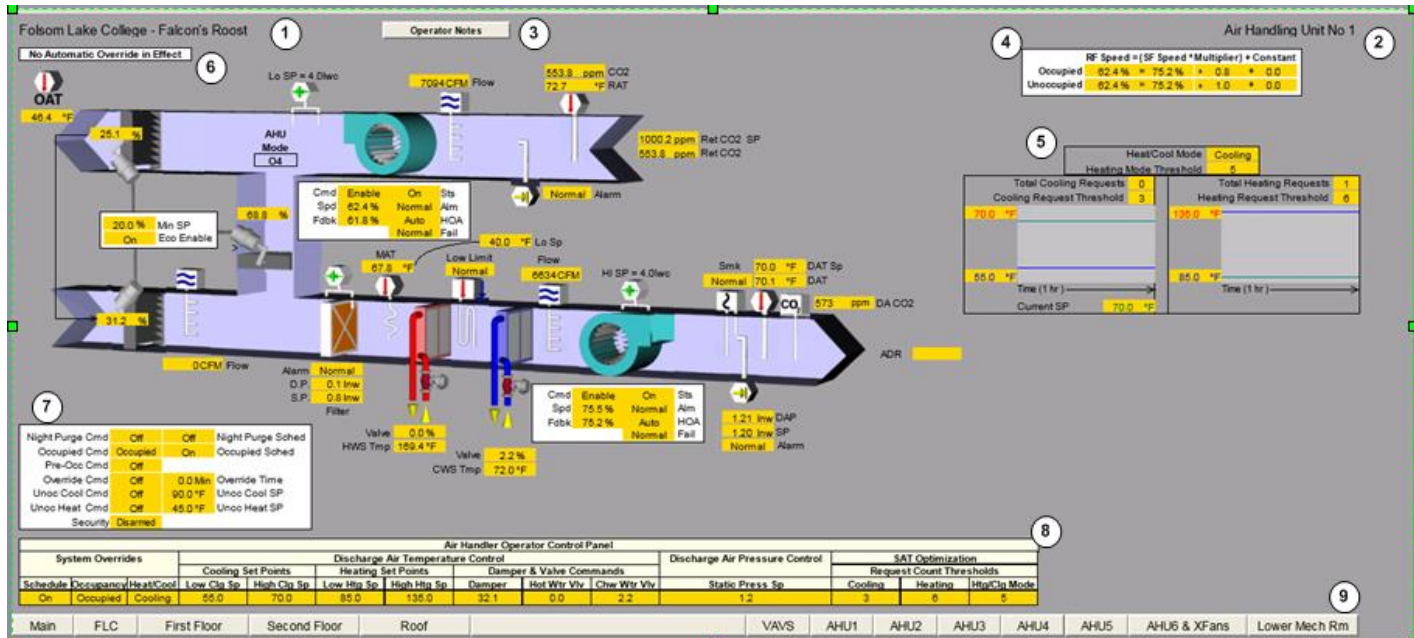 Folsom Lake College - Falcon's Roost
1
Operator Notes
3
Air Handling Unit No 1
2
No Automatic Override in Effect
6
4
RF Speed =(SF Speed *Multiplier) + Constant
Occupied 62.4 % = 75.2 % * 0.8 + 0.0
Unoccupied 62.4 % = 75.2 % * 1.0 + 0.0
OAT
46.4 °F
Lo SP = 4.0Iwc
7094 CFM Flow
553.8 ppm CO2
72.7 °F RAT
25.1 %
AHU
Mode
O4
1000.2 ppm Ret CO2 SP
553.8 ppm Ret CO2
Normal Alarm
Cmd Enable On Sts
Spd 62.4 % Normal Alm
Fdbk 61.8 % Auto HOA
Normal Fail
68.8 %
20.0 % Min SP
On Eco Enable
5
Heat/Cool Mode Cooling
Heating Mode Threshold 5
Total Cooling Requests 0
Cooling Request Threshold 3
70.0 °F
55.0 °F
Time (1 hr)
Current SP 70.0 °F
Total Heating Requests 1
Heating Request Threshold 6
135.0 °F
85.0 °F
Time (1 hr)
40.0 °F Lo Sp
MAT
67.8 °F
Low Limit
Normal
Flow
6634 CFM
HI SP = 4.0Iwc
Smk 70.0 °F DAT Sp
Normal 70.1 °F DAT
CO
573 ppm DA CO2
31.2 %
0 CFM Flow
ADR
Alarm Normal
D.P. 0.1 Inw
S.P. 0.8 Inw
Filter
Valve 0.0 %
HWS Tmp 169.4 °F
Valve 2.2 %
CWS Tmp 72.0 °F
Cmd Enable On Sts
Spd 75.5 % Normal Alm
Fdbk 75.2 % Auto HOA
Normal Fail
1.21 Inw DAP
1.20 Inw SP
Normal Alarm
7
Night Purge Cmd Off Off Night Purge Sched
Occupied Cmd Occupied On Occupied Sched
Pre-Occ Cmd Off
Override Cmd Off 0.0 Min Override Time
Unoc Cool Cmd Off 90.0 °F Unoc Cool SP
Unoc Heat Cmd Off 45.0 °F Unoc Heat SP
Security Disarmed
8
Air Handler Operator Control Panel
System Overrides Discharge Air Temperature Control Discharge Air Pressure Control SAT Optimization
Cooling Set Points Heating Set Points Damper & Valve Commands Request Count Thresholds
Schedule Occupancy Heat/Cool Low Clg Sp High Clg Sp Low Htg Sp High Htg Sp Damper Hot Wtr Vlv Chw Wtr Vlv Static Press Sp Cooling Heating Htg/Clg Mode
On Occupied Cooling 55.0 70.0 85.0 135.0 32.1 0.0 2.2 1.2 3 6 5
9
Main FLC First Floor Second Floor Roof VAVS AHU1 AHU2 AHU3 AHU4 AHU5 AHU6 & XFans Lower Mech Rm